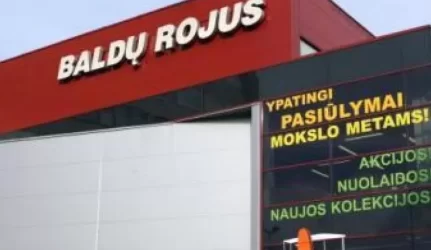 BALDŲ ROJUS
YPATINGI
PASIŪLYMAI
MOKSLO METAMS!
AKCIJOS!
NUOLAIDOS!
NAUJOS KOLEKCIJOS!